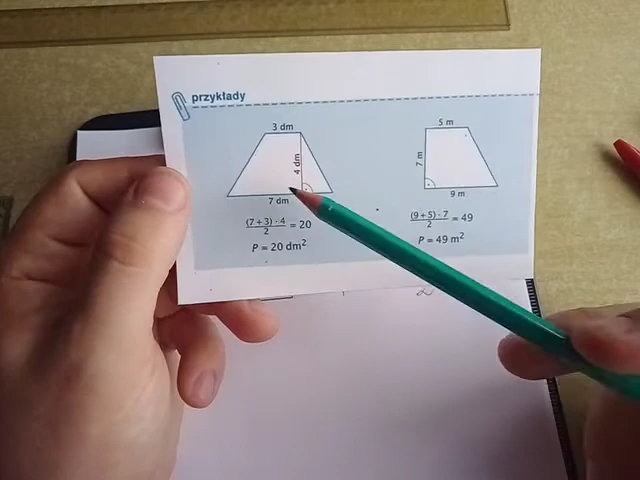 przykłady
3 dm
4 dm
7 dm
(7 + 3) · 4
2
= 20
P = 20 dm²
5 m
7 m
9 m
(9 + 5) · 7
2
= 49
P = 49 m²